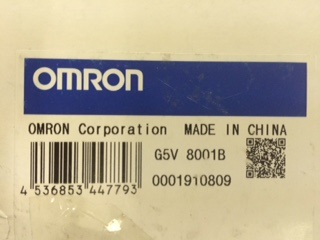 OMRON
OMRON Corporation MADE IN CHINA
G5V 8001B
4 536853 447793
0001910809